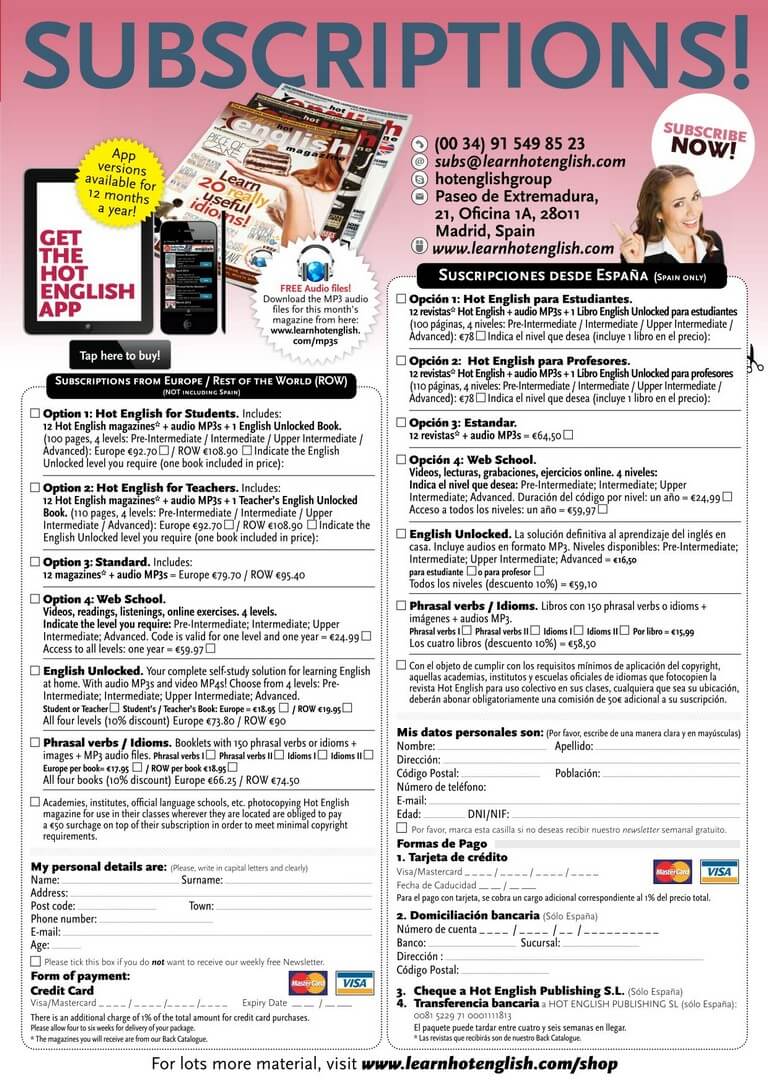 SUBSCRIPTIONS!
App
versions
available for
12 months
a year!
GET
THE
HOT
ENGLISH
APP
Tap here to buy!
hot
english
magazine
PIECE OF
CAKE
Learn
20 really
useful
idioms!
FREE Audio files!
Download the MP3 audio
files for this month's
magazine from here:
www.learnhotenglish.
com/mp3s
(00 34) 91 549 85 23
subs@learnhotenglish.com
hotenglishgroup
Paseo de Extremadura,
21, Oficina 1A, 28011
Madrid, Spain
www.learnhotenglish.com
SUBSCRIBE
NOW!
SUBSCRIPTIONS FROM EUROPE / REST OF THE WORLD (ROW)
(NOT INCLUDING SPAIN)
Option 1: Hot English for Students. Includes:
12 Hot English magazines* + audio MP3s + 1 English Unlocked Book.
(100 pages, 4 levels: Pre-Intermediate / Intermediate / Upper Intermediate /
Advanced): Europe €92.70 / ROW €108.90 Indicate the English
Unlocked level you require (one book included in price):
Option 2: Hot English for Teachers. Includes:
12 Hot English magazines* + audio MP3s + 1 Teacher's English Unlocked
Book. (110 pages, 4 levels: Pre-Intermediate / Intermediate / Upper
Intermediate / Advanced): Europe €92.70 / ROW €108.90 Indicate the
English Unlocked level you require (one book included in price):
Option 3: Standard. Includes:
12 magazines* + audio MP3s = Europe €79.70 / ROW €95.40
Option 4: Web School.
Videos, readings, listenings, online exercises. 4 levels.
Indicate the level you require: Pre-Intermediate; Intermediate; Upper
Intermediate; Advanced. Code is valid for one level and one year = €24.99
Access to all levels: one year = €59.97
English Unlocked. Your complete self-study solution for learning English
at home. With audio MP3s and video MP4s! Choose from 4 levels: Pre-
Intermediate; Intermediate; Upper Intermediate; Advanced.
Student or Teacher Student's / Teacher's Book: Europe = €18.95 / ROW €19.95
All four levels (10% discount) Europe €73.80 / ROW €90
Phrasal verbs / Idioms. Booklets with 150 phrasal verbs or idioms +
images + MP3 audio files. Phrasal verbs I Phrasal verbs II Idioms I Idioms II
Europe per book= €17.95 / ROW per book €18.95
All four books (10% discount) Europe €66.25 / ROW €74.50
Academies, institutes, official language schools, etc. photocopying Hot English
magazine for use in their classes wherever they are located are obliged to pay
a €50 surchage on top of their subscription in order to meet minimal copyright
requirements.
My personal details are: (Please, write in capital letters and clearly)
Name: Surname:
Address:
Post code: Town:
Phone number:
E-mail:
Age:
Please tick this box if you do not want to receive our weekly free Newsletter.
Form of payment:
Credit Card
MasterCard VISA
Visa/Mastercard _ _ _ _ / _ _ _ _ / _ _ _ _ / _ _ _ _ Expiry Date __ __ / __ ___
There is an additional charge of 1% of the total amount for credit card purchases.
Please allow four to six weeks for delivery of your package.
* The magazines you will receive are from our Back Catalogue.
SUSCRIPCIONES DESDE ESPAÑA (SPAIN ONLY)
Opción 1: Hot English para Estudiantes.
12 revistas* Hot English + audio MP3s + 1 Libro English Unlocked para estudiantes
(100 páginas, 4 niveles: Pre-Intermediate / Intermediate / Upper Intermediate /
Advanced): €78 Indica el nivel que desea (incluye 1 libro en el precio):
Opción 2: Hot English para Profesores.
12 revistas* Hot English + audio MP3s + 1 Libro English Unlocked para profesores
(110 páginas, 4 niveles: Pre-Intermediate / Intermediate / Upper Intermediate /
Advanced): €78 Indica el nivel que desea (incluye 1 libro en el precio):
Opción 3: Estandar.
12 revistas* + audio MP3s = €64,50
Opción 4: Web School.
Videos, lecturas, grabaciones, ejercicios online. 4 niveles:
Indica el nivel que desea: Pre-Intermediate; Intermediate; Upper
Intermediate; Advanced. Duración del código por nivel: un año = €24,99
Acceso a todos los niveles: un año = €59,97
English Unlocked. La solución definitiva al aprendizaje del inglés en
casa. Incluye audios en formato MP3. Niveles disponibles: Pre-Intermediate;
Intermediate; Upper Intermediate; Advanced = €16,50
para estudiante o para profesor
Todos los niveles (descuento 10%) = €59,10
Phrasal verbs / Idioms. Libros con 150 phrasal verbs o idioms +
imágenes + audios MP3.
Phrasal verbs I Phrasal verbs II Idioms I Idioms II Por libro = €15,99
Los cuatro libros (descuento 10%) = €58,50
Con el objeto de cumplir con los requisitos mínimos de aplicación del copyright,
aquellas academias, institutos y escuelas oficiales de idiomas que fotocopien la
revista Hot English para uso colectivo en sus clases, cualquiera que sea su ubicación,
deberán abonar obligatoriamente una comisión de 50€ adicional a su suscripción.
Mis datos personales son: (Por favor, escribe de una manera clara y en mayúsculas)
Nombre: Apellido:
Dirección:
Código Postal: Población:
Número de teléfono:
E-mail:
Edad: DNI/NIF:
Por favor, marca esta casilla si no deseas recibir nuestro newsletter semanal gratuito.
Formas de Pago
1. Tarjeta de crédito
MasterCard VISA
Visa/Mastercard _ _ _ _ / _ _ _ _ / _ _ _ _ / _ _ _ _
Fecha de Caducidad __ __ / __ ___
Para el pago con tarjeta, se cobra un cargo adicional correspondiente al 1% del precio total.
2. Domiciliación bancaria (Sólo España)
Número de cuenta _ _ _ _ / _ _ _ _ / _ _ / _ _ _ _ _ _ _ _ _ _
Banco: Sucursal:
Dirección :
Código Postal:
3. Cheque a Hot English Publishing S.L. (Sólo España)
4. Transferencia bancaria a HOT ENGLISH PUBLISHING SL (sólo España):
0081 5229 71 0001111813
El paquete puede tardar entre cuatro y seis semanas en llegar.
* Las revistas que recibirás son de nuestro Back Catalogue.
For lots more material, visit www.learnhotenglish.com/shop